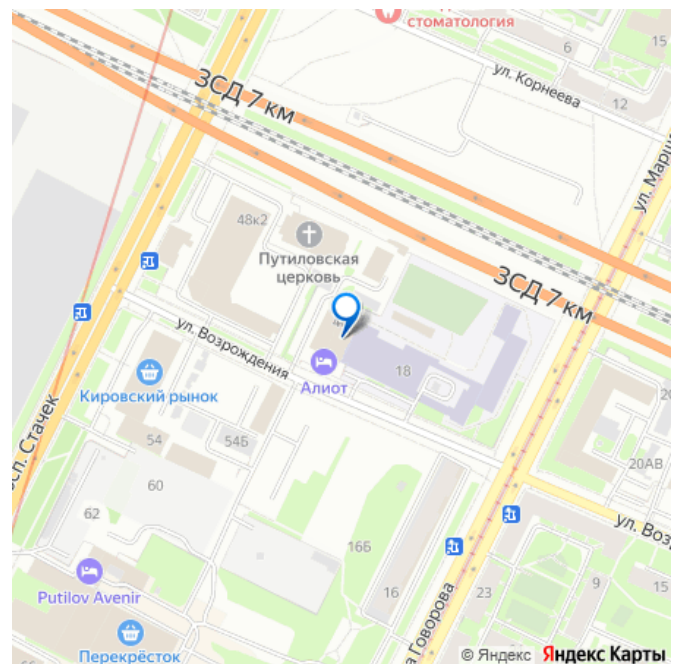 стоматология
6
15
ул. Корнеева
12
ЗСД 7 км
ул. Марш
48к2
Путиловская
церковь
ЗСД 7 км
ул. Возрождения
Алиот
18
Кировский рынок
54
54Б
60
62
просп. Стачек
20АВ
ул. Воз
16Б
16
23
9
15
а Говорова
Putilov Avenir
Перекрёсток
© Яндекс Яндекс Карты